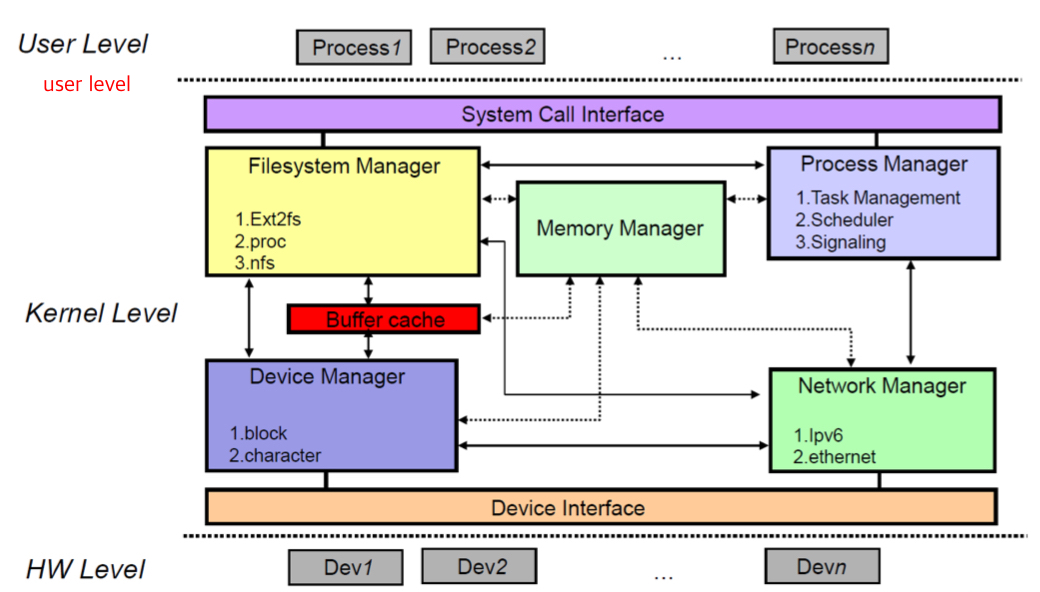 User Level
Process1
Process2
...
Processn
user level
System Call Interface
Filesystem Manager
1.Ext2fs
2.proc
3.nfs
Memory Manager
Process Manager
1.Task Management
2.Scheduler
3.Signaling
Kernel Level
Buffer cache
Device Manager
1.block
2.character
Network Manager
1.Ipv6
2.ethernet
Device Interface
HW Level
Dev1
Dev2
...
Devn